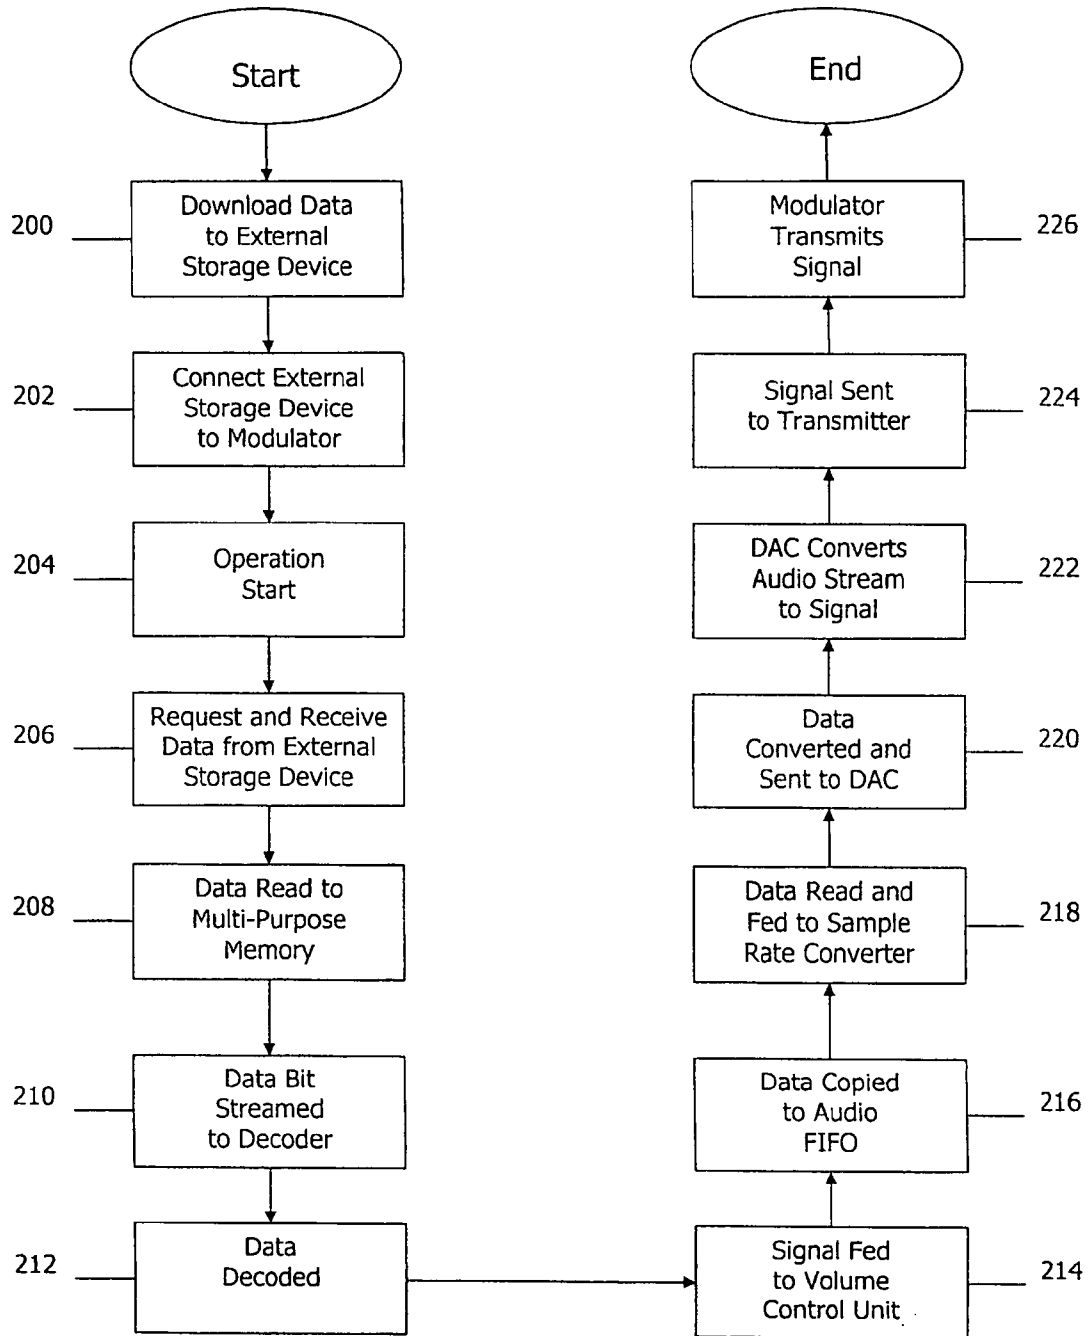 Start
200
Download Data
to External
Storage Device
202
Connect External
Storage Device
to Modulator
204
Operation
Start
206
Request and Receive
Data from External
Storage Device
208
Data Read to
Multi-Purpose
Memory
210
Data Bit
Streamed
to Decoder
212
Data
Decoded
Signal Fed
to Volume
Control Unit
214
Data Copied
to Audio
FIFO
216
Data Read and
Fed to Sample
Rate Converter
218
Data
Converted and
Sent to DAC
220
DAC Converts
Audio Stream
to Signal
222
Signal Sent
to Transmitter
224
Modulator
Transmits
Signal
226
End